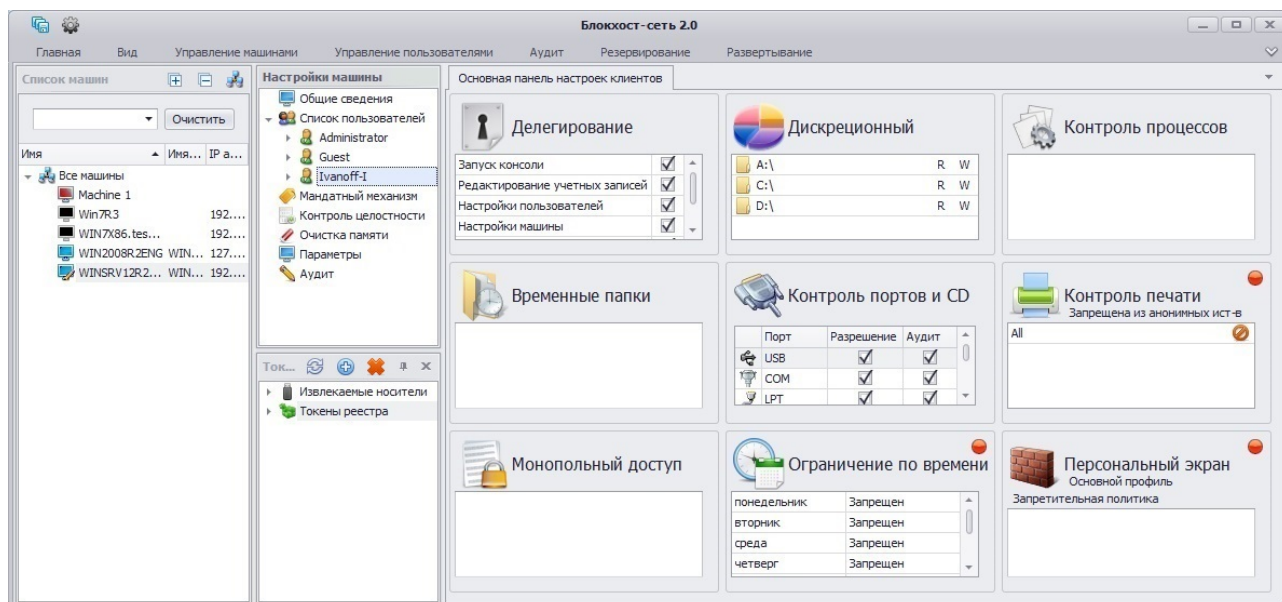 Блокхост-сеть 2.0
Главная Вид Управление машинами Управление пользователями Аудит Резервирование Развертывание
Список машин
Очистить
Имя Имя... IP а...
Все машины
Machine 1
Win7R3 192....
WIN7X86.tes... 192....
WIN2008R2ENG WIN... 127....
WINSRV12R2... WIN... 192....
Настройки машины
Общие сведения
Список пользователей
Administrator
Guest
Ivanoff-I
Мандатный механизм
Контроль целостности
Очистка памяти
Параметры
Аудит
Ток...
Извлекаемые носители
Токены реестра
Основная панель настроек клиентов
Делегирование
Запуск консоли
Редактирование учетных записей
Настройки пользователей
Настройки машины
Дискреционный
A:\ R W
C:\ R W
D:\ R W
Контроль процессов
Временные папки
Контроль портов и CD
Порт Разрешение Аудит
USB
COM
LPT
Контроль печати
Запрещена из анонимных ист-в
All
Монопольный доступ
Ограничение по времени
понедельник Запрещен
вторник Запрещен
среда Запрещен
четверг Запрещен
Персональный экран
Основной профиль
Запретительная политика